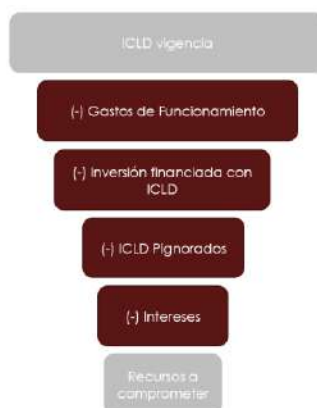 ICLD vigencia
(-) Gastos de Funcionamiento
(-) Inversión financiada con
ICLD
(-) ICLD Pignorados
(-) Intereses
Recursos a
comprometer